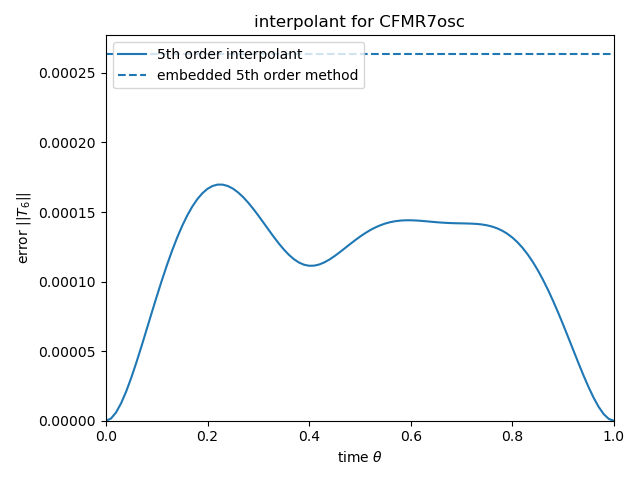 interpolant for CFMR7osc
5th order interpolant
embedded 5th order method
error ||T₆||
0.00025
0.00020
0.00015
0.00010
0.00005
0.00000
0.0 0.2 0.4 0.6 0.8 1.0
time θ